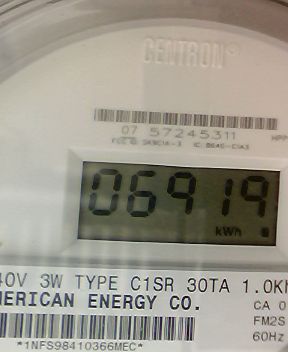 CENTRON®
07 57245311
06919
kWh
40V 3W TYPE C1SR 30TA 1.0Kh
MERICAN ENERGY CO.
CA 0
FM2S
60Hz
*1NFS98410366MEC*